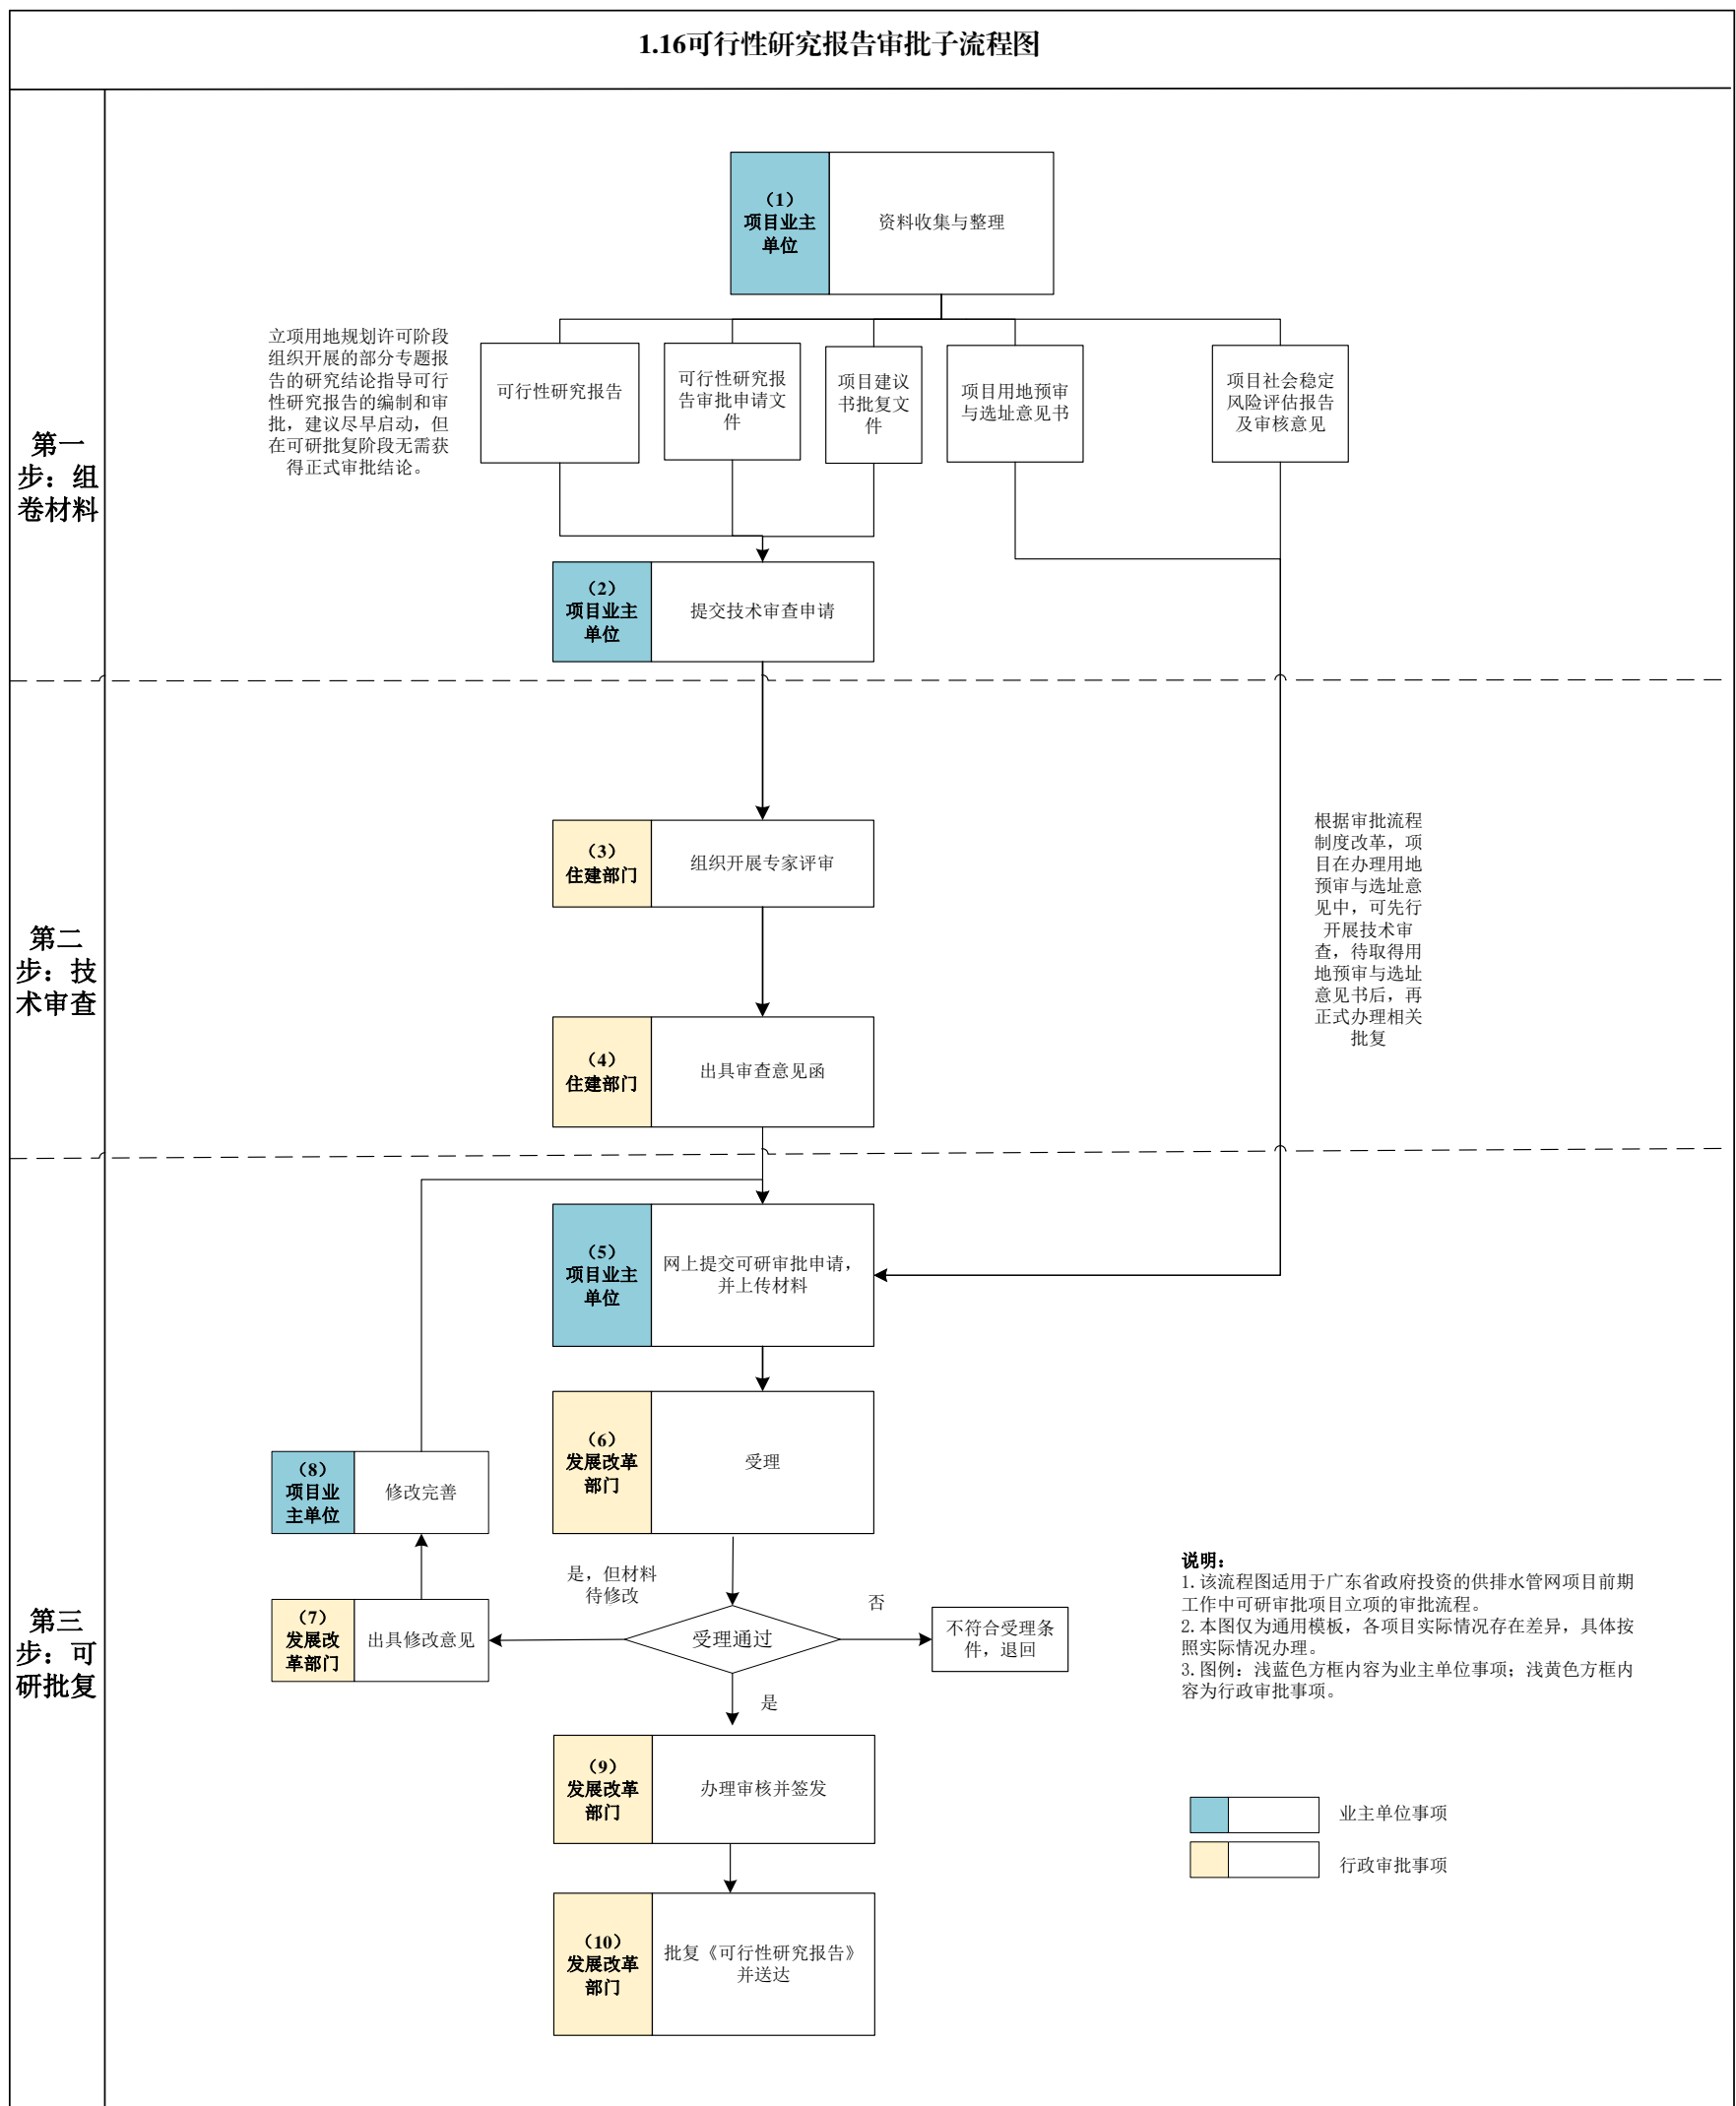 1.16可行性研究报告审批子流程图
第一
步：组
卷材料
（1）
项目业主
单位
资料收集与整理
立项用地规划许可阶段
组织开展的部分专题报
告的研究结论指导可行
性研究报告的编制和审
批，建议尽早启动，但
在可研批复阶段无需获
得正式审批结论。
可行性研究报告
可行性研究报
告审批申请文
件
项目建议
书批复文
件
项目用地预审
与选址意见书
项目社会稳定
风险评估报告
及审核意见
（2）
项目业主
单位
提交技术审查申请
第二
步：技
术审查
（3）
住建部门
组织开展专家评审
（4）
住建部门
出具审查意见函
根据审批流程
制度改革，项
目在办理用地
预审与选址意
见中，可先行
开展技术审
查，待取得用
地预审与选址
意见书后，再
正式办理相关
批复
第三
步：可
研批复
（5）
项目业主
单位
网上提交可研审批申请，
并上传材料
（6）
发展改革
部门
受理
（8）
项目业
主单位
修改完善
是，但材料
待修改
（7）
发展改
革部门
出具修改意见
受理通过
否
不符合受理条
件，退回
是
（9）
发展改革
部门
办理审核并签发
（10）
发展改革
部门
批复《可行性研究报告》
并送达
说明：
1.该流程图适用于广东省政府投资的供排水管网项目前期
工作中可研审批项目立项的审批流程。
2.本图仅为通用模板，各项目实际情况存在差异，具体按
照实际情况办理。
3.图例：浅蓝色方框内容为业主单位事项；浅黄色方框内
容为行政审批事项。
业主单位事项
行政审批事项